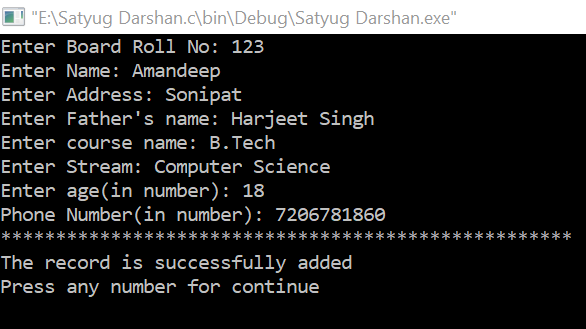 "E:\Satyug Darshan.c\bin\Debug\Satyug Darshan.exe"
Enter Board Roll No: 123
Enter Name: Amandeep
Enter Address: Sonipat
Enter Father's name: Harjeet Singh
Enter course name: B.Tech
Enter Stream: Computer Science
Enter age(in number): 18
Phone Number(in number): 7206781860
****************************************************
The record is successfully added
Press any number for continue